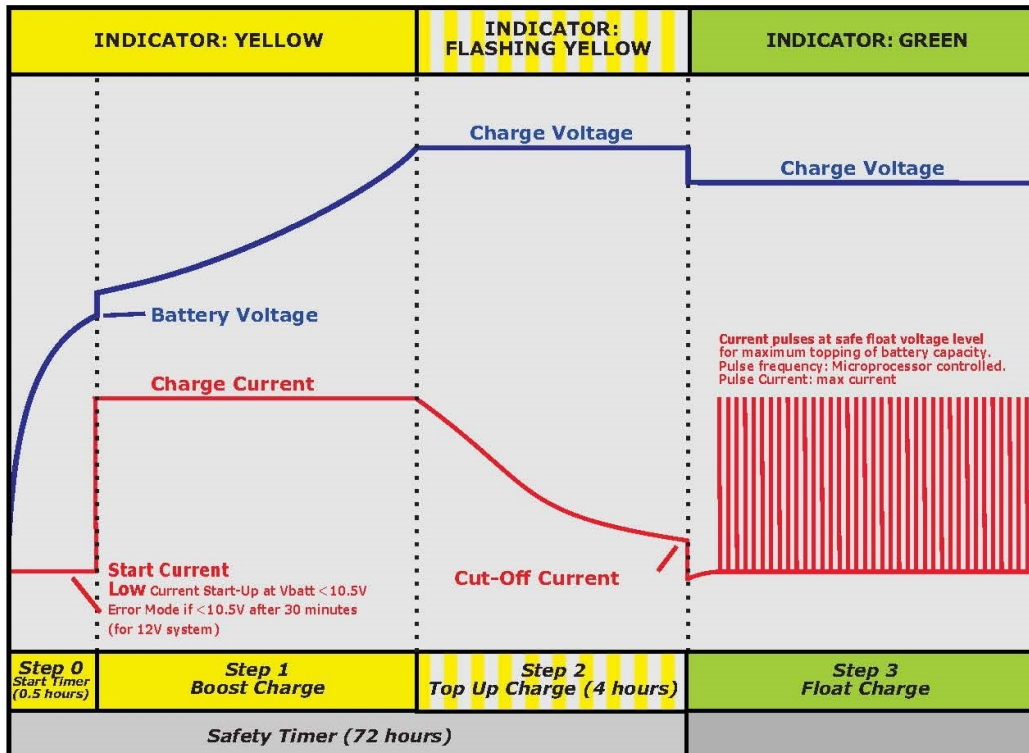 INDICATOR: YELLOW
INDICATOR:
FLASHING YELLOW
INDICATOR: GREEN
Charge Voltage
Charge Voltage
Battery Voltage
Current pulses at safe float voltage level
for maximum topping of battery capacity.
Pulse frequency: Microprocessor controlled.
Pulse Current: max current
Charge Current
Start Current
Low Current Start-Up at Vbatt <10.5V
Error Mode if <10.5V after 30 minutes
(for 12V system)
Cut-Off Current
Step 0
Start Timer
(0.5 hours)
Step 1
Boost Charge
Step 2
Top Up Charge (4 hours)
Step 3
Float Charge
Safety Timer (72 hours)